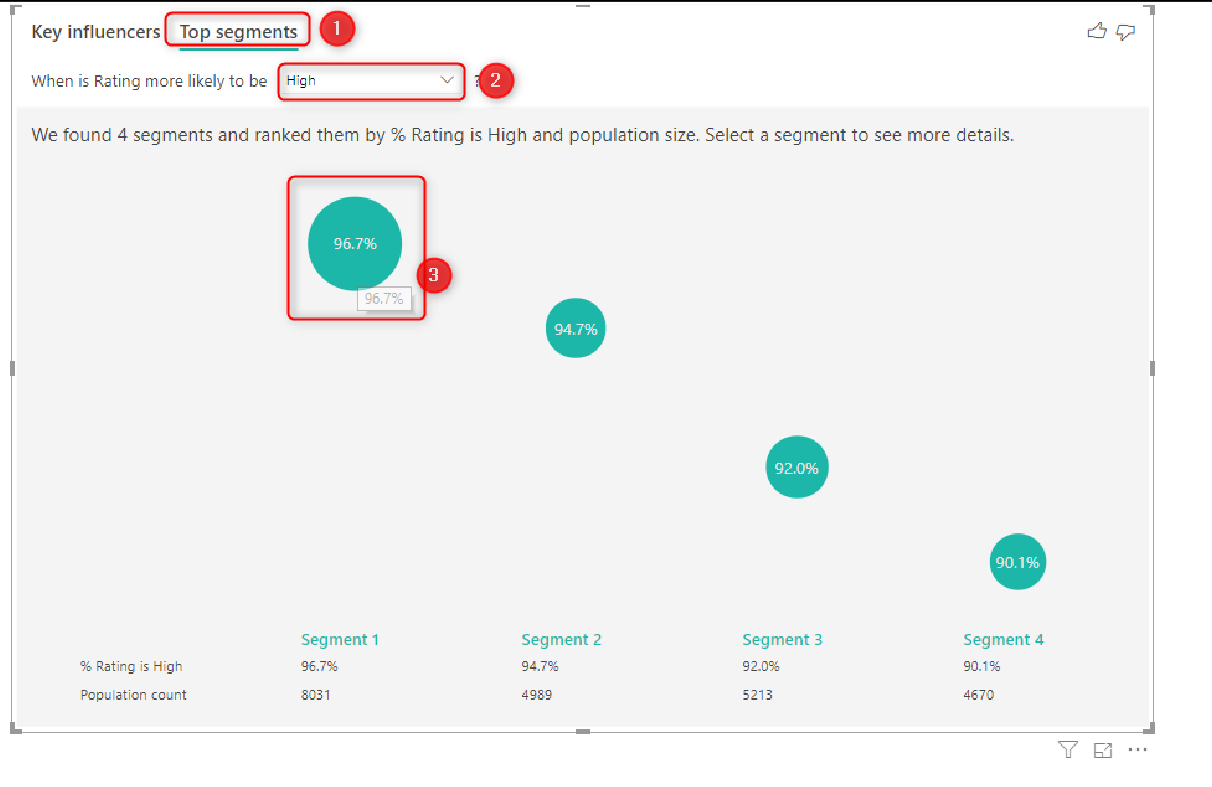 Key influencers Top segments 1
When is Rating more likely to be High ? 2
We found 4 segments and ranked them by % Rating is High and population size. Select a segment to see more details.
96.7%
3
96.7%
94.7%
92.0%
90.1%
Segment 1 Segment 2 Segment 3 Segment 4
% Rating is High 96.7% 94.7% 92.0% 90.1%
Population count 8031 4989 5213 4670